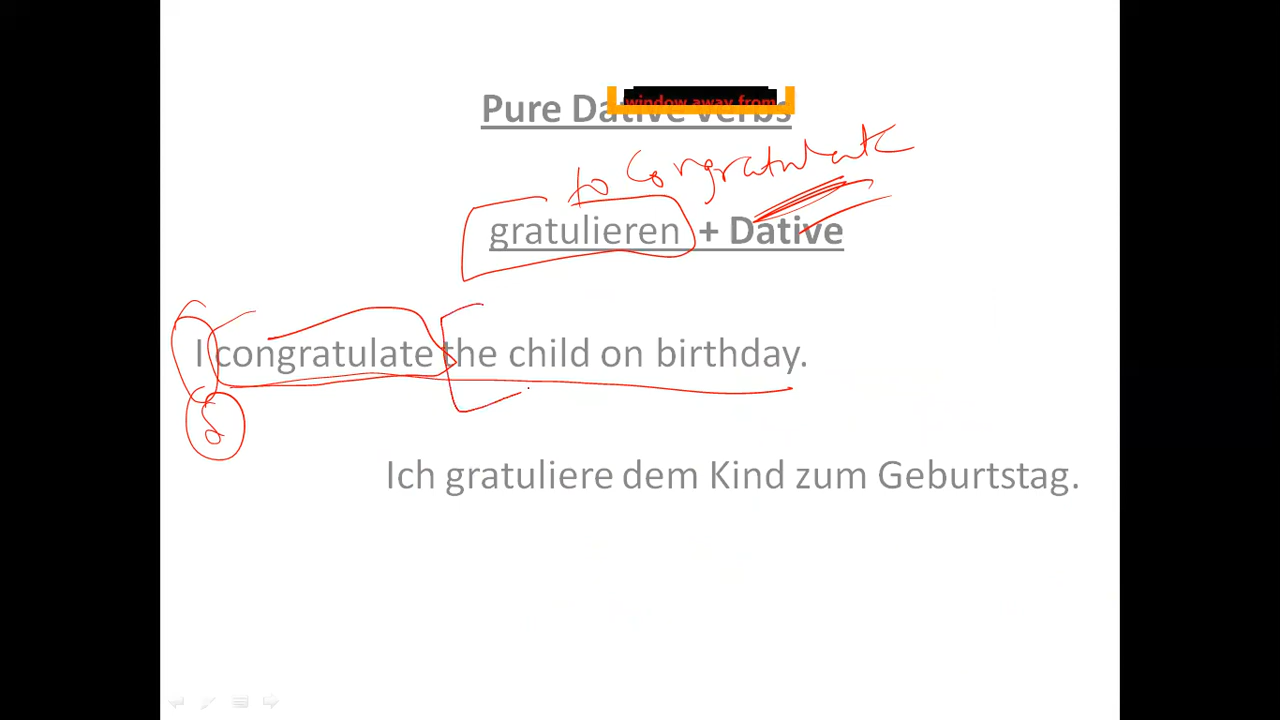 Pure Dative verbs
window away from
to Congratulate
gratulieren + Dative
I congratulate the child on birthday.
Ich gratuliere dem Kind zum Geburtstag.